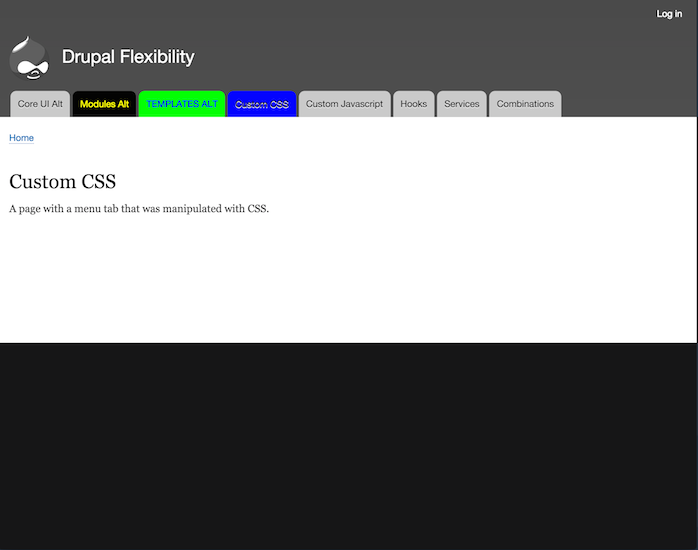 Log in
Drupal Flexibility
Core UI Alt Modules Alt TEMPLATES ALT Custom CSS Custom Javascript Hooks Services Combinations
Home
Custom CSS
A page with a menu tab that was manipulated with CSS.